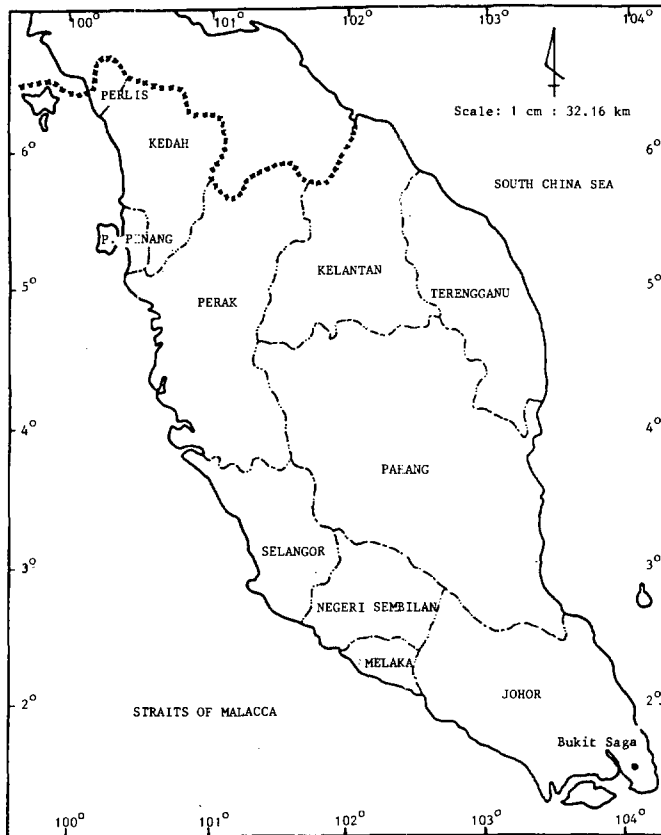 100° 101° 102° 103° 104°
Scale: 1 cm : 32.16 km
PERLIS
KEDAH
6° 6°
SOUTH CHINA SEA
P. PINANG
KELANTAN
5° 5°
TERENGGANU
PERAK
4° 4°
PAHANG
3° 3°
SELANGOR
NEGERI SEMBILAN
MELAKA
JOHOR
2° 2°
STRAITS OF MALACCA
Bukit Saga
100° 101° 102° 103° 104°